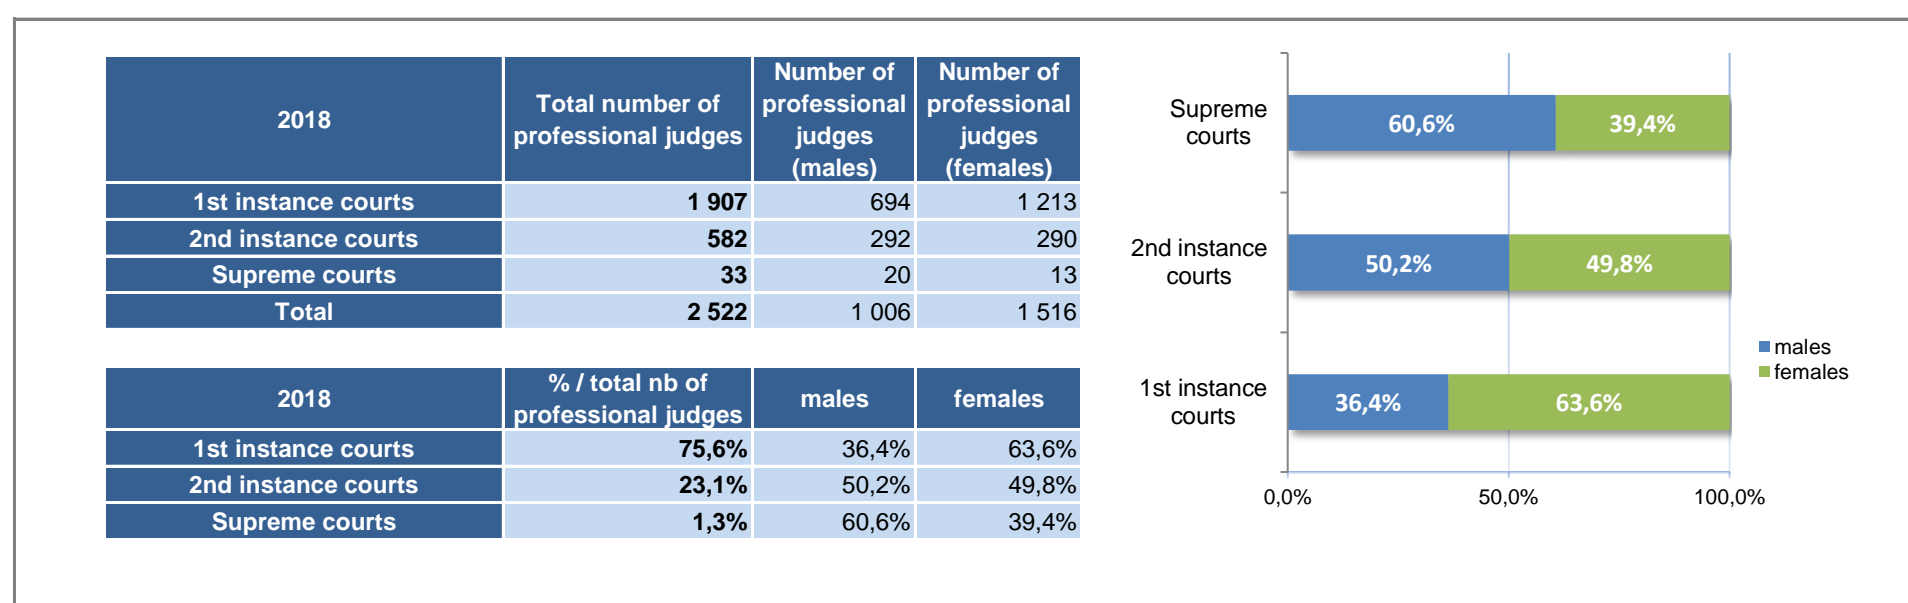 2018
Total number of
professional judges
Number of
professional
judges
(males)
Number of
professional
judges
(females)
1st instance courts 1 907 694 1 213
2nd instance courts 582 292 290
Supreme courts 33 20 13
Total 2 522 1 006 1 516
2018
% / total nb of
professional judges
males
females
1st instance courts 75,6% 36,4% 63,6%
2nd instance courts 23,1% 50,2% 49,8%
Supreme courts 1,3% 60,6% 39,4%
Supreme
courts
60,6% 39,4%
2nd instance
courts
50,2% 49,8%
1st instance
courts
36,4% 63,6%
0,0% 50,0% 100,0%
males
females